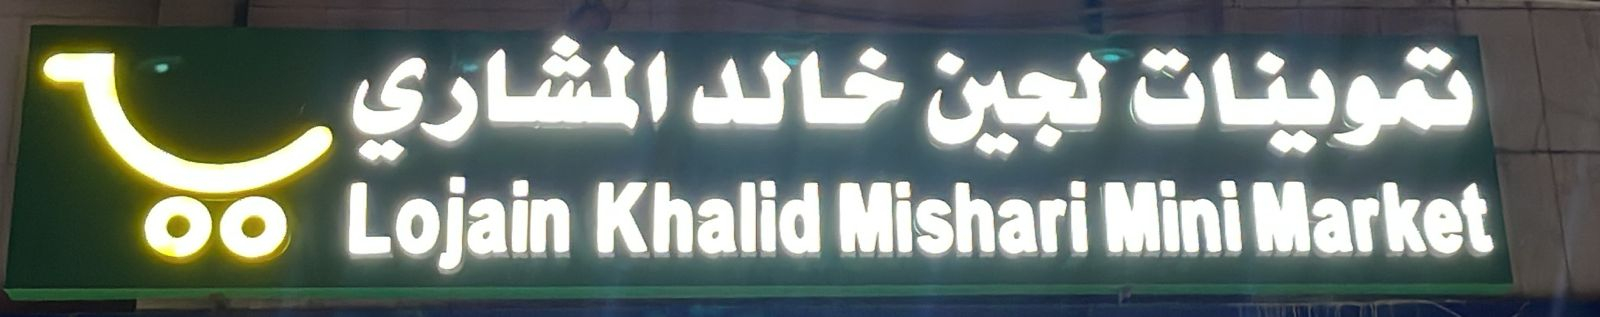 تموينات لجين خالد المشاري
Lojain Khalid Mishari Mini Market